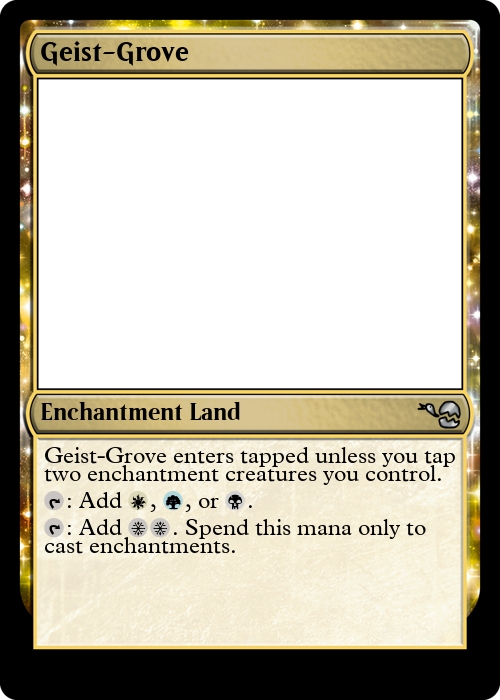 Geist-Grove
Enchantment Land
Geist-Grove enters tapped unless you tap
two enchantment creatures you control.
: Add , , or .
: Add . Spend this mana only to
cast enchantments.